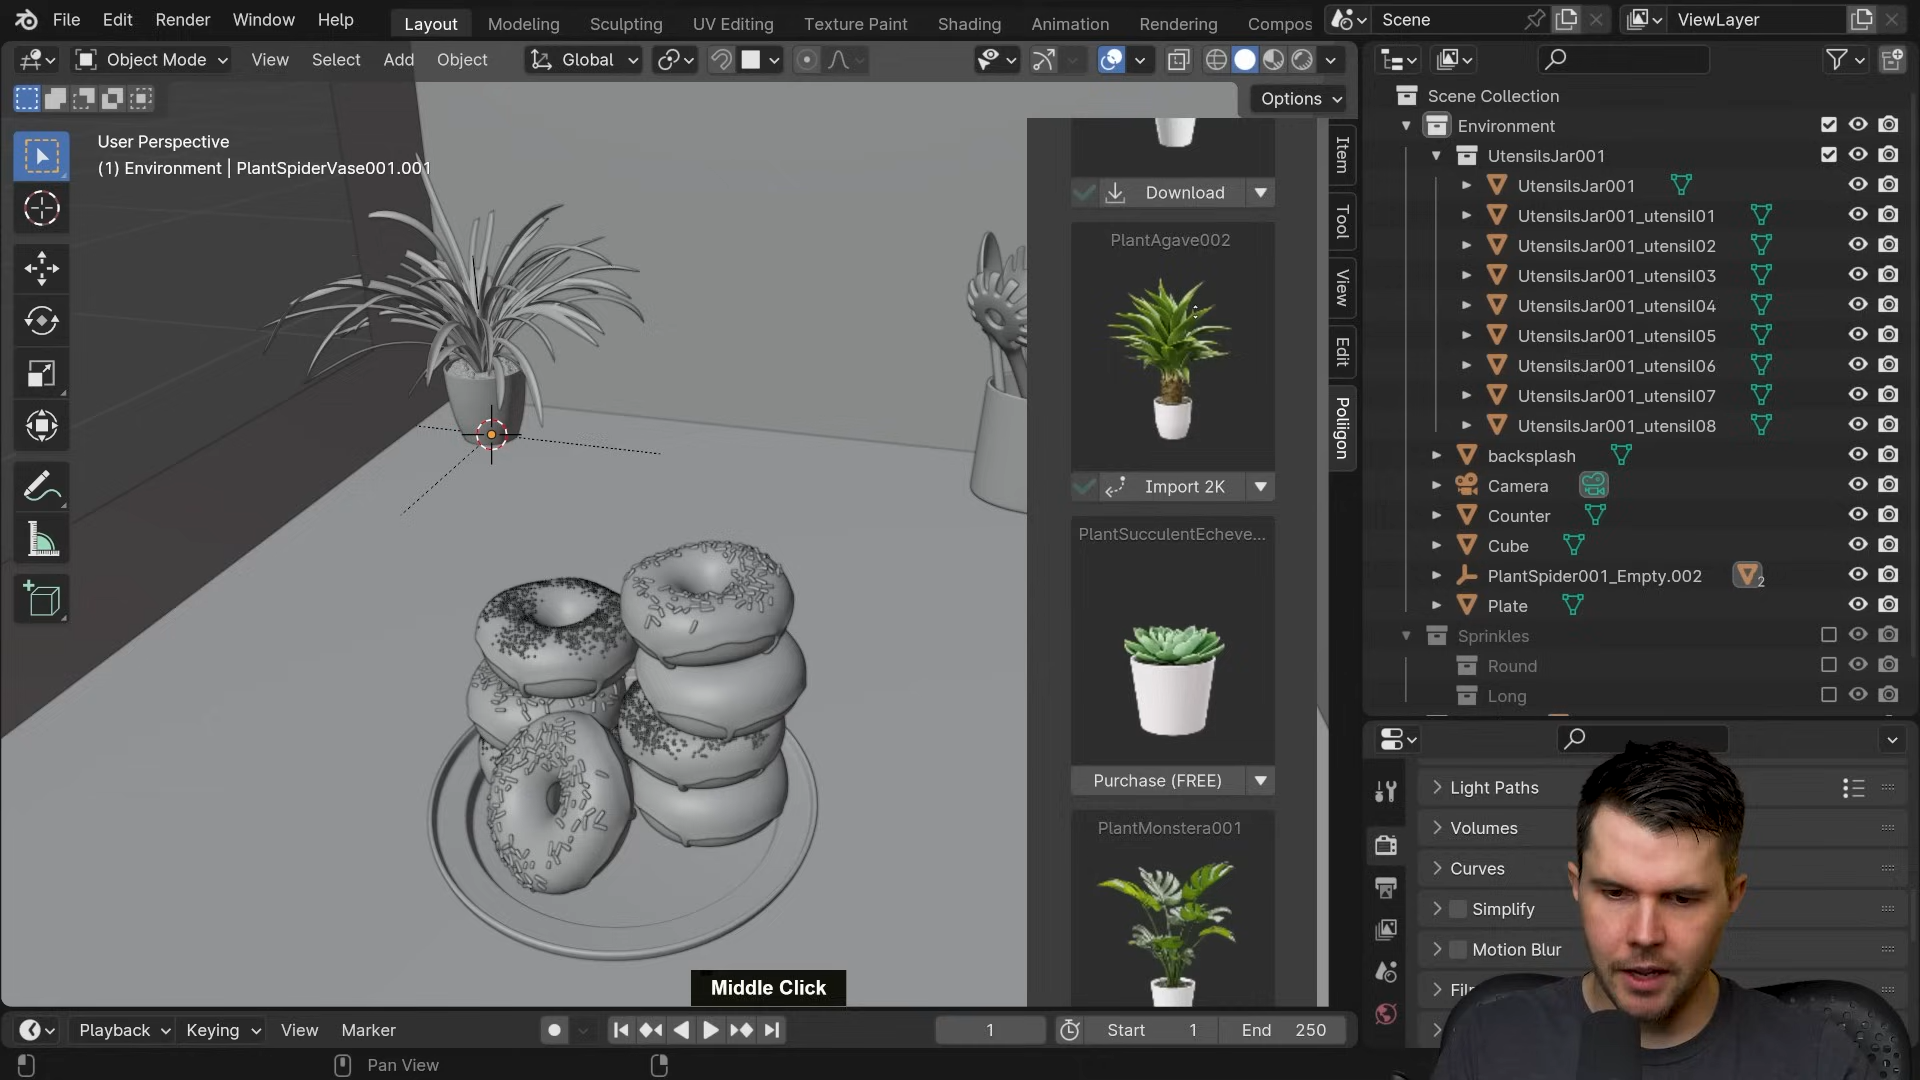 File Edit Render Window Help
Layout Modeling Sculpting UV Editing Texture Paint Shading Animation Rendering Compos
Scene
ViewLayer
Object Mode View Select Add Object
Global
Options
User Perspective
(1) Environment | PlantSpiderVase001.001
Item
Tool
View
Edit
Poliigon
Download
PlantAgave002
Import 2K
PlantSucculentEcheve...
Purchase (FREE)
PlantMonstera001
Scene Collection
Environment
UtensilsJar001
UtensilsJar001
UtensilsJar001_utensil01
UtensilsJar001_utensil02
UtensilsJar001_utensil03
UtensilsJar001_utensil04
UtensilsJar001_utensil05
UtensilsJar001_utensil06
UtensilsJar001_utensil07
UtensilsJar001_utensil08
backsplash
Camera
Counter
Cube
PlantSpider001_Empty.002
2
Plate
Sprinkles
Round
Long
Light Paths
Volumes
Curves
Simplify
Motion Blur
Middle Click
Playback Keying View Marker
1
Start 1
End 250
Pan View